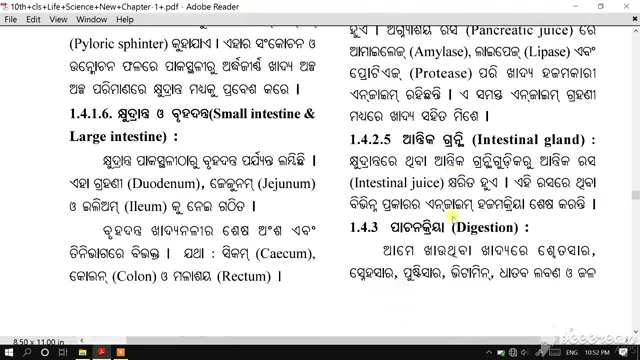 10th+cls+Life+Science+New+Chapter-1+.pdf - Adobe Reader
File Edit View Window Help
(Pyloric sphinter) କୁହାଯାଏ । ଏହାର ସଂକୋଚନ ଓ
ଉନ୍ମୋଚନ ଫଳରେ ପାକସ୍ଥଳୀରୁ ଅର୍ଦ୍ଧଜୀର୍ଣ୍ଣ ଖାଦ୍ୟ ଅଳ୍ପ
ଅଳ୍ପ ପରିମାଣରେ କ୍ଷୁଦ୍ରାନ୍ତ ମଧ୍ୟକୁ ପ୍ରବେଶ କରେ ।
1.4.1.6. କ୍ଷୁଦ୍ରାନ୍ତ ଓ ବୃହଦନ୍ତ(Small intestine &
Large intestine) :
କ୍ଷୁଦ୍ରାନ୍ତ ପାକସ୍ଥଳୀଠାରୁ ବୃହଦନ୍ତ ପର୍ଯ୍ୟନ୍ତ ଲମ୍ବିଛି ।
ଏହା ଗ୍ରହଣୀ (Duodenum), ଜେଜୁନମ୍ (Jejunum)
ଓ ଇଲିଅମ୍ (Ileum) କୁ ନେଇ ଗଠିତ ।
ବୃହଦନ୍ତ ଖାଦ୍ୟନଳୀର ଶେଷ ଅଂଶ ଏବଂ
ତିନିଭାଗରେ ବିଭକ୍ତ । ଯଥା : ସିକମ୍ (Caecum),
କୋଲନ୍ (Colon) ଓ ମଳାଶୟ (Rectum) ।
ହୁଏ । ଅଗ୍ନ୍ୟାଶୟ ରସ (Pancreatic juice) ରେ
ଆମାଇଲେଜ୍ (Amylase), ଲାଇପେଜ୍ (Lipase) ଏବଂ
ପ୍ରୋଟିଏଜ୍ (Protease) ପରି ଖାଦ୍ୟ ହଜମକାରୀ
ଏନ୍‌ଜାଇମ୍ ରହିଛନ୍ତି । ଏ ସମସ୍ତ ଏନ୍‌ଜାଇମ୍ ଗ୍ରହଣୀ
ମଧ୍ୟରେ ଖାଦ୍ୟ ସହିତ ମିଶେ ।
1.4.2.5 ଆନ୍ତ୍ରିକ ଗ୍ରନ୍ଥି (Intestinal gland) :
କ୍ଷୁଦ୍ରାନ୍ତରେ ଥିବା ଆନ୍ତ୍ରିକ ଗ୍ରନ୍ଥିଗୁଡ଼ିକରୁ ଆନ୍ତ୍ରିକ ରସ
(Intestinal juice) କ୍ଷରିତ ହୁଏ । ଏହି ରସରେ ଥିବା
ବିଭିନ୍ନ ପ୍ରକାରର ଏନ୍‌ଜାଇମ୍ ହଜମକ୍ରିୟା ଶେଷ କରନ୍ତି ।
1.4.3 ପାଚନକ୍ରିୟା (Digestion) :
ଆମେ ଖାଉଥିବା ଖାଦ୍ୟରେ ଶ୍ୱେତସାର,
ସ୍ନେହସାର, ପୁଷ୍ଟିସାର, ଭିଟାମିନ୍, ଧାତବ ଲବଣ ଓ ଜଳ
8.50 x 11.00 in
ENG 10:52 PM